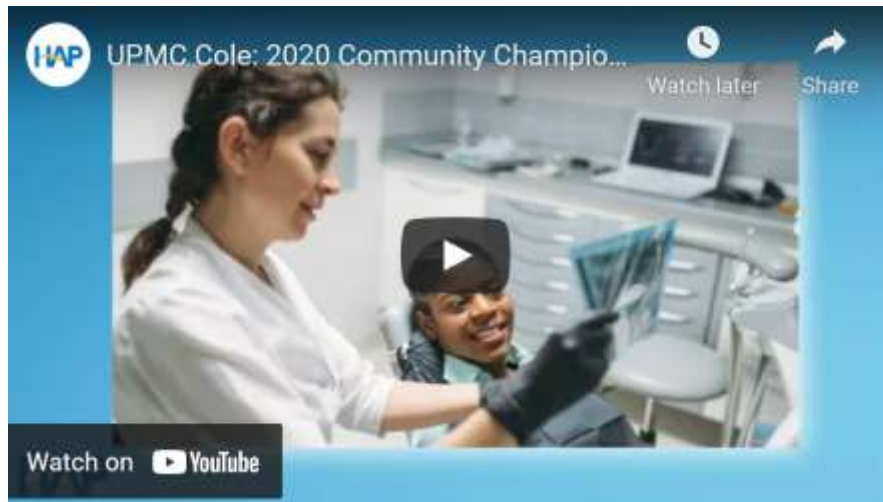 HAP
UPMC Cole: 2020 Community Champio...
Watch later
Share
Watch on YouTube